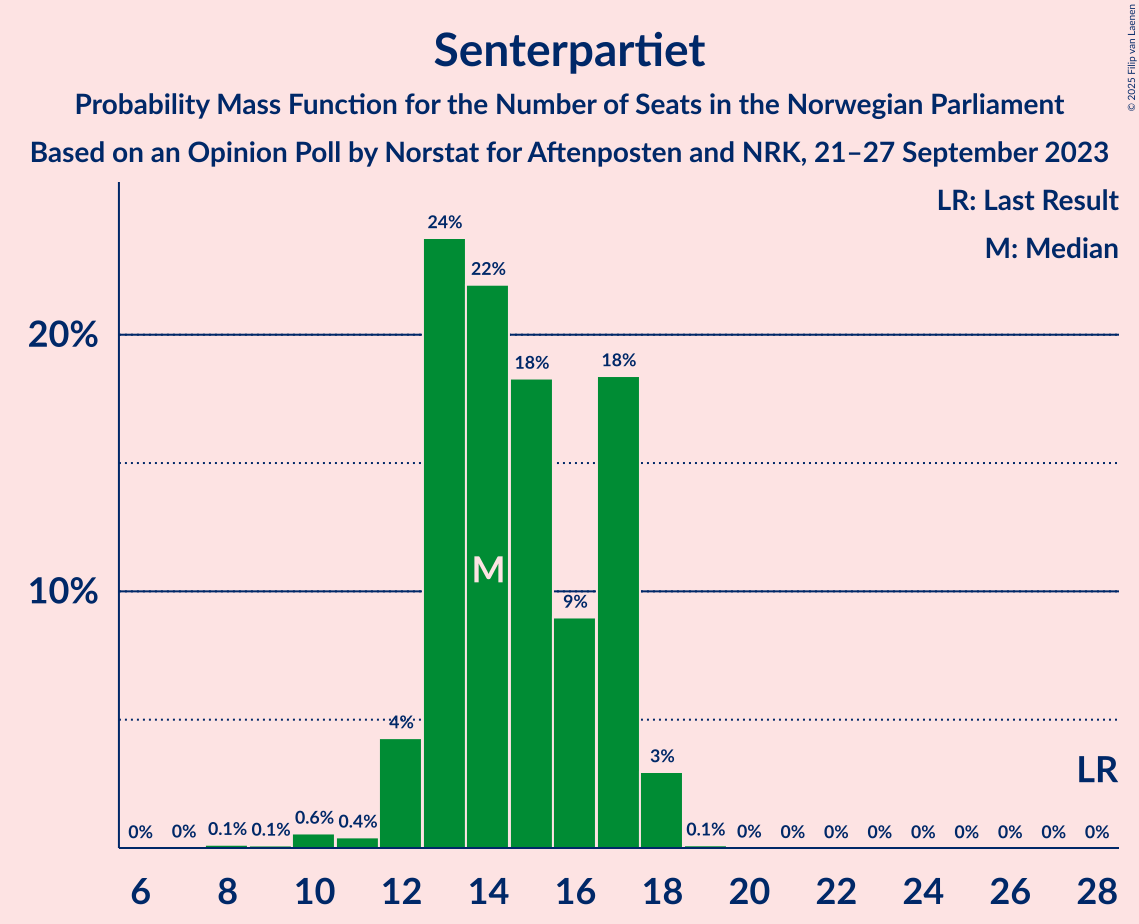 Senterpartiet
Probability Mass Function for the Number of Seats in the Norwegian Parliament
Based on an Opinion Poll by Norstat for Aftenposten and NRK, 21–27 September 2023
© 2025 Filip van Laenen
LR: Last Result
M: Median
20%
10%
0% 0% 0.1% 0.1% 0.6% 0.4% 4% 24% 22% 18% 9% 18% 3% 0.1% 0% 0% 0% 0% 0% 0% 0% 0% 0%
M
LR
6 8 10 12 14 16 18 20 22 24 26 28